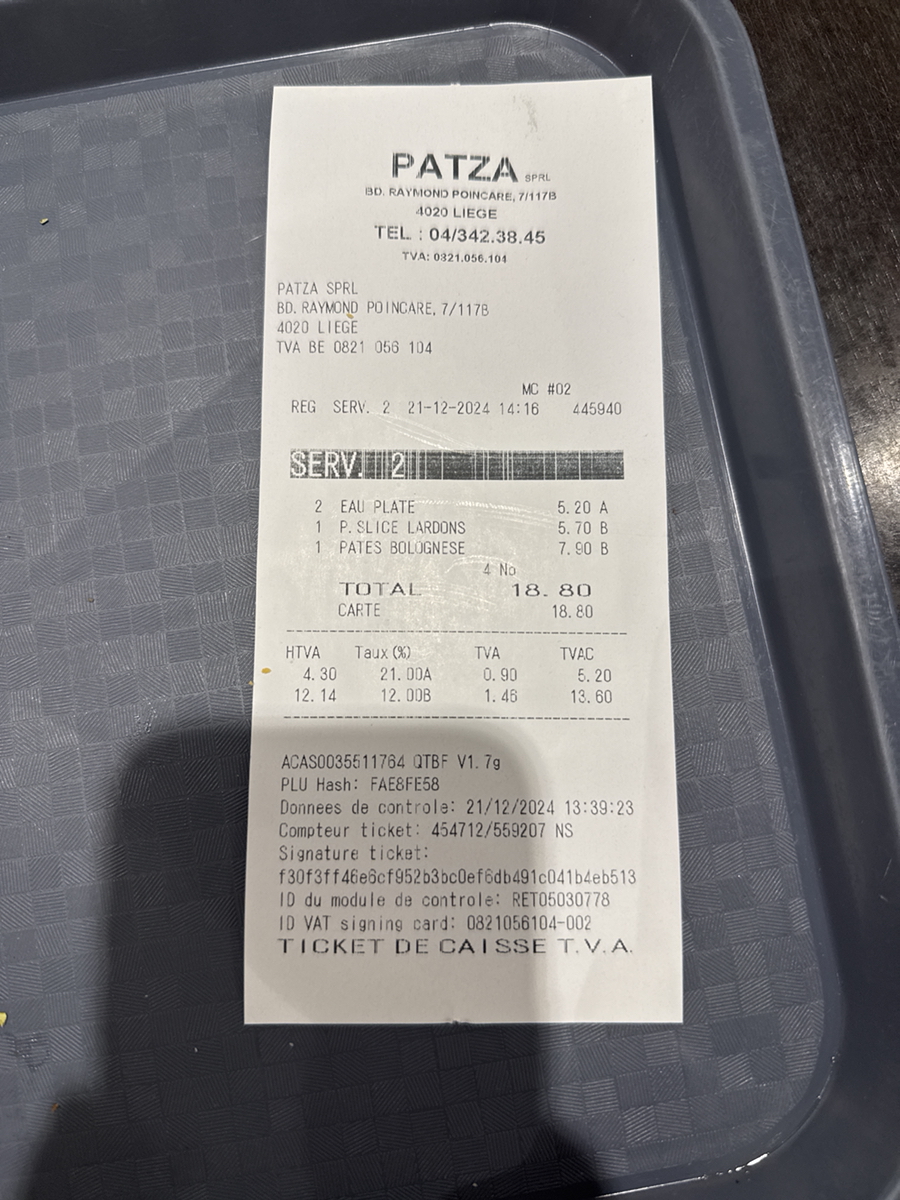 PATZA SPRL
BD. RAYMOND POINCARE, 7/117B
4020 LIEGE
TEL : 04/342.38.45
TVA: 0821.056.104
PATZA SPRL
BD. RAYMOND POINCARE, 7/117B
4020 LIEGE
TVA BE 0821 056 104
MC #02
REG SERV. 2 21-12-2024 14:16 445940
SERV. 2
2 EAU PLATE 5.20 A
1 P. SLICE LARDONS 5.70 B
1 PATES BOLOGNESE 7.90 B
4 No
TOTAL 18.80
CARTE 18.80
HTVA Taux (%) TVA TVAC
4.30 21.00A 0.90 5.20
12.14 12.00B 1.46 13.60
ACAS0035511764 QTBF V1.7g
PLU Hash: FAE8FE58
Donnees de controle: 21/12/2024 13:39:23
Compteur ticket: 454712/559207 NS
Signature ticket:
f30f3ff46e6cf952b3bc0ef6db491c041b4eb513
ID du module de controle: RET05030778
ID VAT signing card: 0821056104-002
TICKET DE CAISSE T.V.A.